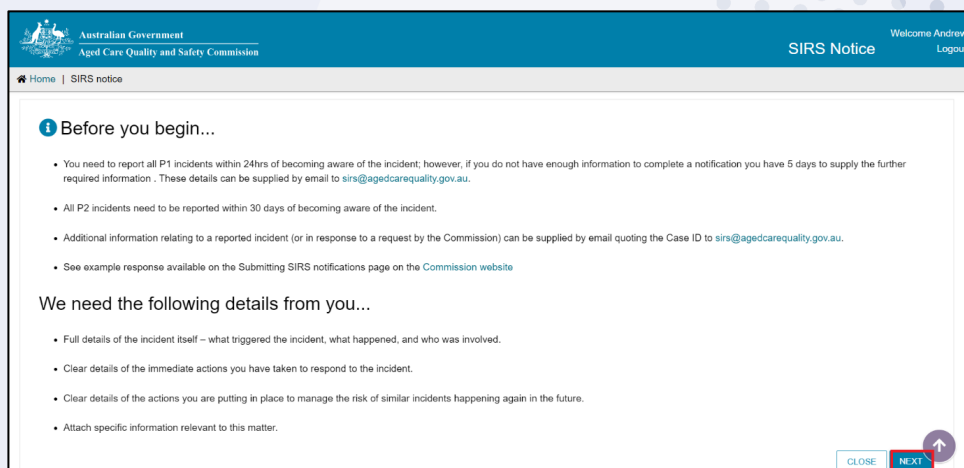 Australian Government
Aged Care Quality and Safety Commission
SIRS Notice
Welcome Andrew
Logou
Home | SIRS notice
Before you begin...
• You need to report all P1 incidents within 24hrs of becoming aware of the incident; however, if you do not have enough information to complete a notification you have 5 days to supply the further
required information . These details can be supplied by email to sirs@agedcarequality.gov.au.
• All P2 incidents need to be reported within 30 days of becoming aware of the incident.
• Additional information relating to a reported incident (or in response to a request by the Commission) can be supplied by email quoting the Case ID to sirs@agedcarequality.gov.au.
• See example response available on the Submitting SIRS notifications page on the Commission website
We need the following details from you...
• Full details of the incident itself – what triggered the incident, what happened, and who was involved.
• Clear details of the immediate actions you have taken to respond to the incident.
• Clear details of the actions you are putting in place to manage the risk of similar incidents happening again in the future.
• Attach specific information relevant to this matter.
CLOSE NEXT